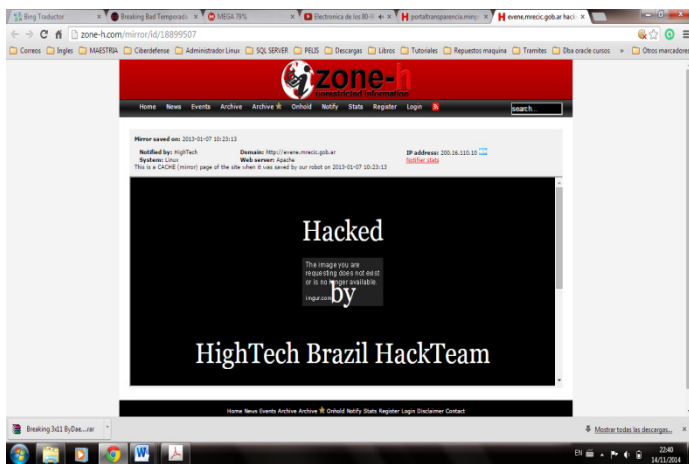 Bing Traductor
Breaking Bad Temporada
MEGA 79%
Electronica de los 80-
portaltransparencia.minp
evene.mrecic.gob.ar hack
zone-h.com/mirror/id/18899507
Correos Ingles MAESTRIA Ciberdefense Administrador Linux SQL SERVER PELIS Descargas Libros Tutoriales Repuestos maquina Tramites Dba oracle cursos » Otros marcadores
zone-h
unrestricted information
Home News Events Archive Archive Onhold Notify Stats Register Login search...
Mirror saved on: 2013-01-07 10:23:13
Notified by: HighTech Domain: http://evene.mrecic.gob.ar IP address: 200.16.110.10
System: Linux Web server: Apache Notifier stats
This is a CACHE (mirror) page of the site when it was saved by our robot on 2013-01-07 10:23:13
Hacked
The image you are
requesting does not exist
or is no longer available.
imgur.com
by
HighTech Brazil HackTeam
Home News Events Archive Archive Onhold Notify Stats Register Login Disclaimer Contact
Breaking 3x11 ByDae....rar
Mostrar todas las descargas...
EN 22:40
14/11/2014